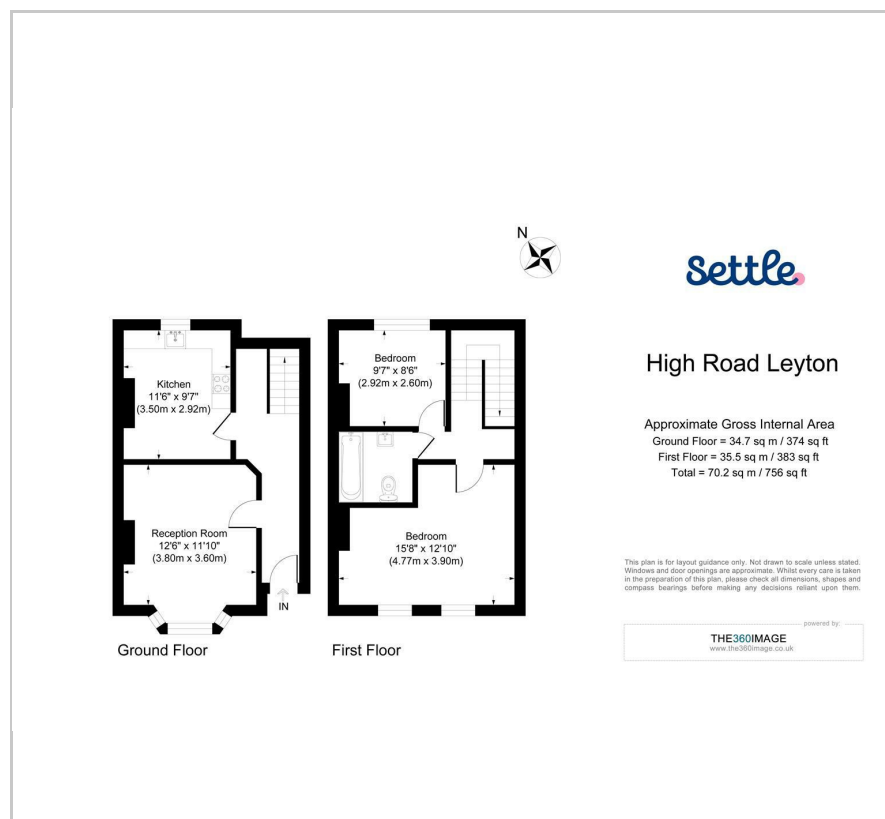 N
Settle
High Road Leyton
Approximate Gross Internal Area
Ground Floor = 34.7 sq m / 374 sq ft
First Floor = 35.5 sq m / 383 sq ft
Total = 70.2 sq m / 756 sq ft
Kitchen
11'6" x 9'7"
(3.50m x 2.92m)
Reception Room
12'6" x 11'10"
(3.80m x 3.60m)
IN
Ground Floor
Bedroom
9'7" x 8'6"
(2.92m x 2.60m)
Bedroom
15'8" x 12'10"
(4.77m x 3.90m)
First Floor
This plan is for layout guidance only. Not drawn to scale unless stated.
Windows and door openings are approximate. Whilst every care is taken
in the preparation of this plan, please check all dimensions, shapes and
compass bearings before making any decisions reliant upon them.
powered by:
THE360IMAGE
www.the360image.co.uk